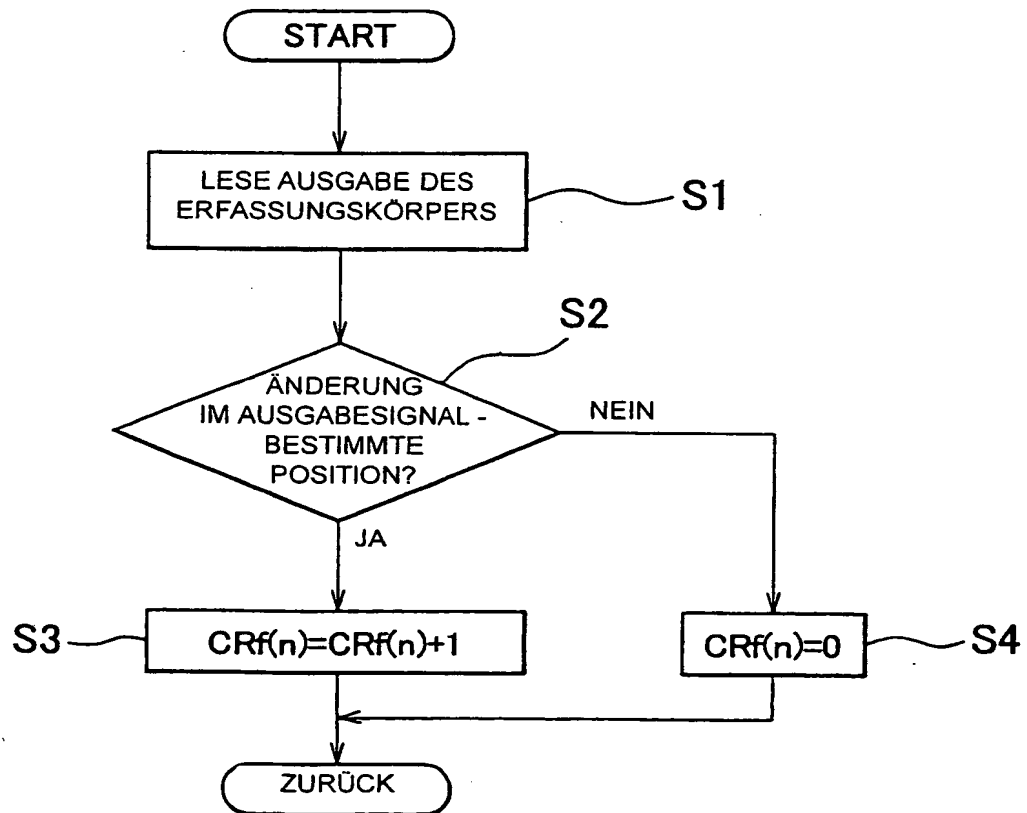 START
LESE AUSGABE DES
ERFASSUNGSKÖRPERS
S1
S2
ÄNDERUNG
IM AUSGABESIGNAL -
BESTIMMTE
POSITION?
NEIN
JA
S3
CRf(n)=CRf(n)+1
CRf(n)=0
S4
ZURÜCK